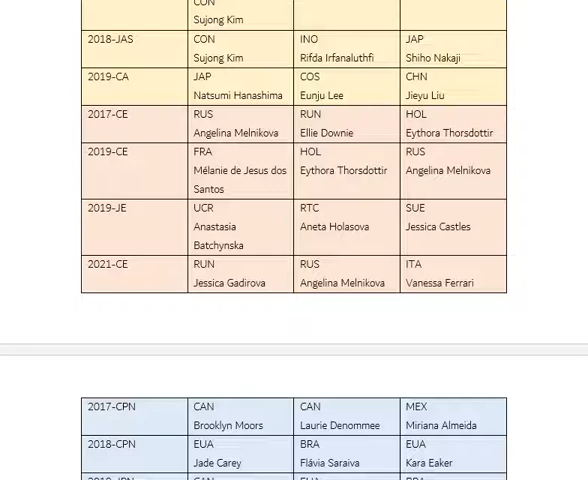 CON
Sujong Kim
2018-JAS CON INO JAP
Sujong Kim Rifda Irfanaluthfi Shiho Nakaji
2019-CA JAP COS CHN
Natsumi Hanashima Eunju Lee Jieyu Liu
2017-CE RUS RUN HOL
Angelina Melnikova Ellie Downie Eythora Thorsdottir
2019-CE FRA HOL RUS
Mélanie de Jesus dos Eythora Thorsdottir Angelina Melnikova
Santos
2019-JE UCR RTC SUE
Anastasia Aneta Holasova Jessica Castles
Batchynska
2021-CE RUN RUS ITA
Jessica Gadirova Angelina Melnikova Vanessa Ferrari
2017-CPN CAN CAN MEX
Brooklyn Moors Laurie Denommee Miriana Almeida
2018-CPN EUA BRA EUA
Jade Carey Flávia Saraiva Kara Eaker